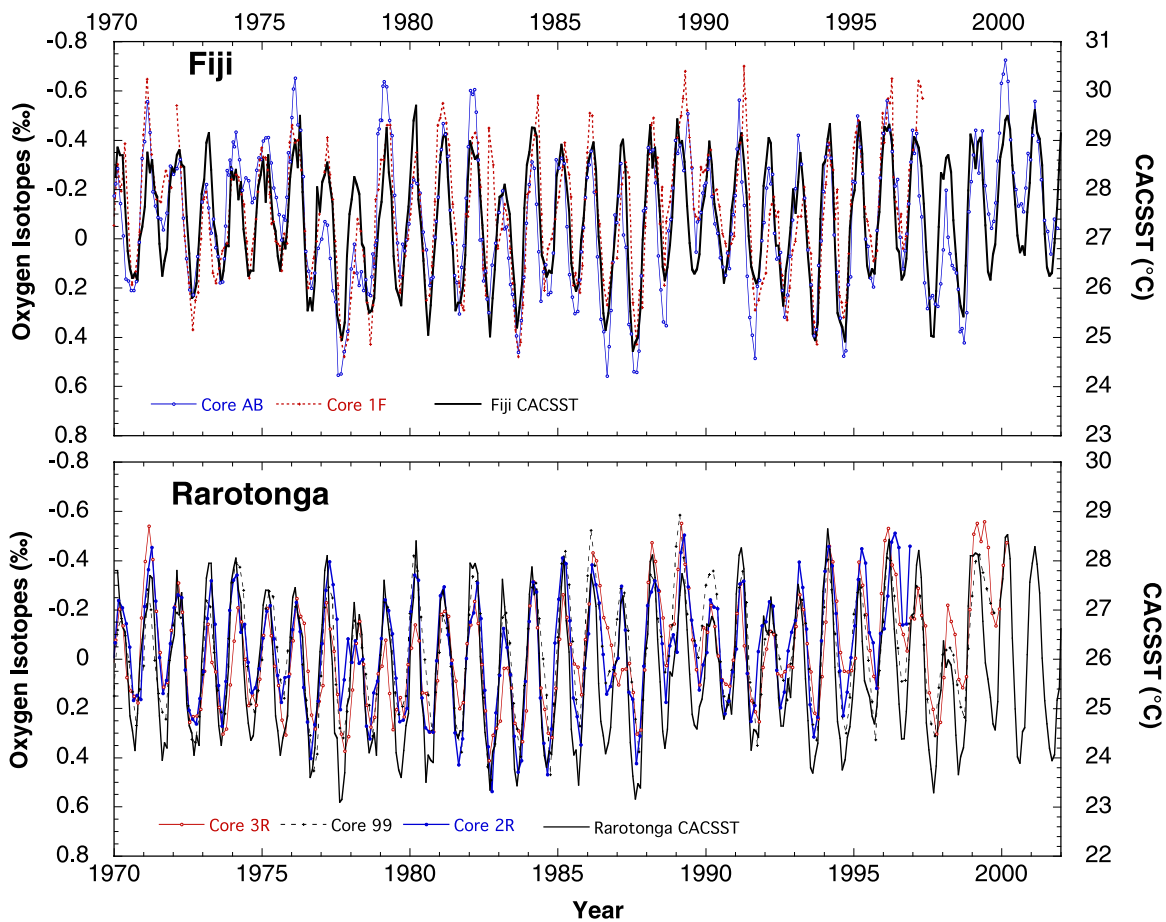 1970 1975 1980 1985 1990 1995 2000
-0.8 31
Fiji
-0.6 30
-0.4 29
-0.2 28
0 27
0.2 26
0.4 25
0.6 24
0.8 23
Oxygen Isotopes (‰)
CACSST (°C)
Core AB Core 1F Fiji CACSST
-0.8 30
Rarotonga
-0.6 29
-0.4 28
-0.2 27
0 26
0.2 25
0.4 24
0.6 23
0.8 22
Oxygen Isotopes (‰)
CACSST (°C)
Core 3R Core 99 Core 2R Rarotonga CACSST
1970 1975 1980 1985 1990 1995 2000
Year